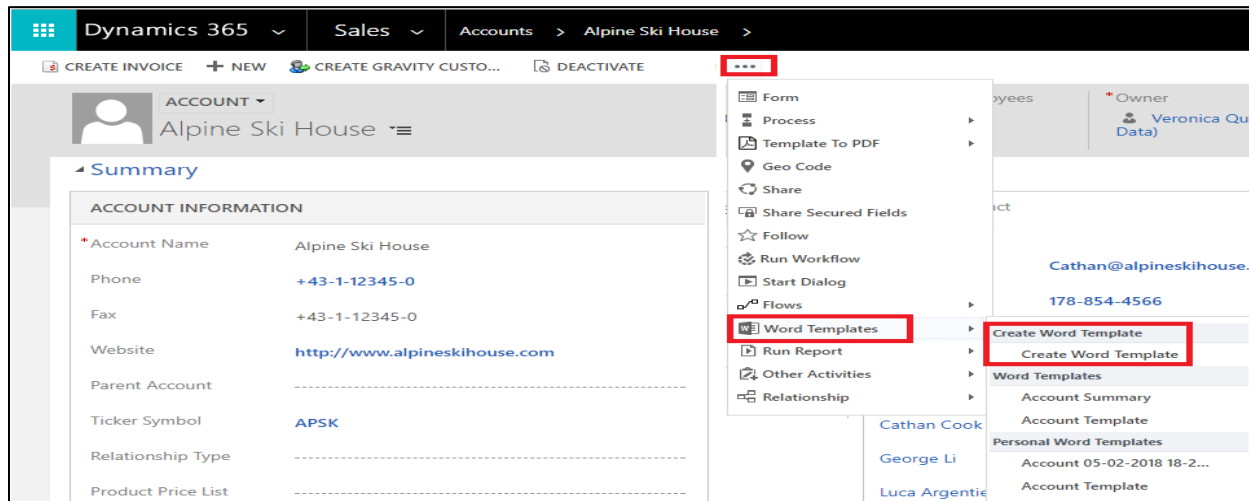 Dynamics 365 Sales Accounts > Alpine Ski House >
CREATE INVOICE + NEW CREATE GRAVITY CUSTO... DEACTIVATE ...
ACCOUNT
Alpine Ski House
oyees
*Owner
Veronica Qu
Data)
Summary
ACCOUNT INFORMATION
*Account Name Alpine Ski House
Phone +43-1-12345-0
Fax +43-1-12345-0
Website http://www.alpineskihouse.com
Parent Account
Ticker Symbol APSK
Relationship Type
Product Price List
Form
Process
Template To PDF
Geo Code
Share
Share Secured Fields
Follow
Run Workflow
Start Dialog
Flows
Word Templates
Run Report
Other Activities
Relationship
Cathan@alpineskihouse.
178-854-4566
Create Word Template
Create Word Template
Word Templates
Account Summary
Account Template
Personal Word Templates
Account 05-02-2018 18-2...
Account Template
Cathan Cook
George Li
Luca Argentie